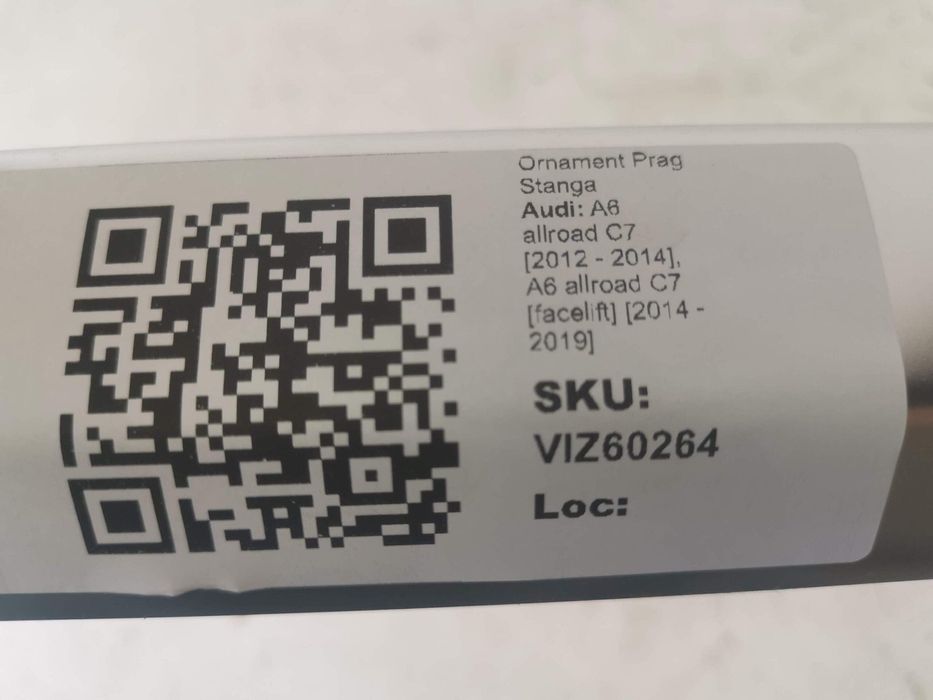 Ornament Prag
Stanga
Audi: A6
allroad C7
[2012 - 2014],
A6 allroad C7
[facelift] [2014 -
2019]
SKU:
VIZ60264
Loc: